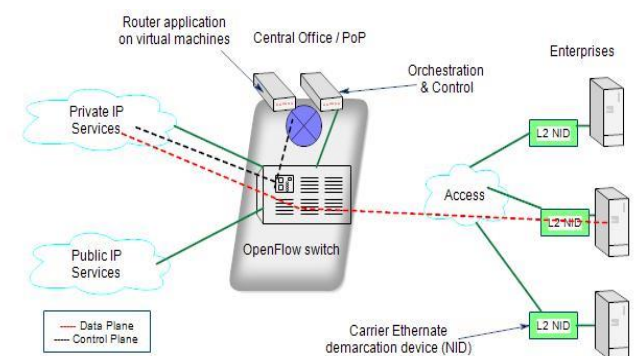 Router application
on virtual machines
Central Office / PoP
Orchestration
& Control
Enterprises
Private IP
Services
L2 NID
Access
L2 NID
OpenFlow switch
Public IP
Services
---- Data Plane
---- Control Plane
Carrier Ethernate
demarcation device (NID)
L2 NID